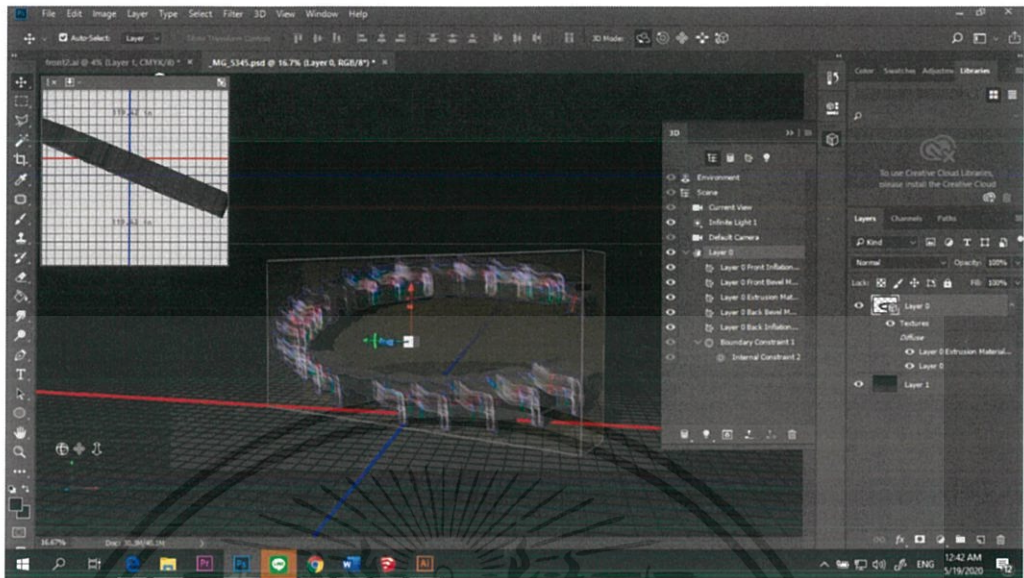 File Edit Image Layer Type Select Filter 3D View Window Help
Auto-Select: Layer Show Transform Controls 3D Mode:
front2.ai @ 4% (Layer 1, CMYK/8) * _MG_5345.psd @ 16.7% (Layer 0, RGB/8*) *
Color Swatches Adjustments Libraries
To use Creative Cloud Libraries,
please install the Creative Cloud
3D
Environment
Scene
Current View
Infinite Light 1
Default Camera
Layer 0
Layer 0 Front Inflation...
Layer 0 Front Bevel M...
Layer 0 Extrusion Mat...
Layer 0 Back Bevel M...
Layer 0 Back Inflation...
Boundary Constraint 1
Internal Constraint 2
Layers Channels Paths
Kind
Normal Opacity: 100%
Lock: Fill: 100%
Layer 0
Textures
Diffuse
Layer 0 Extrusion Material...
Layer 0
Layer 1
16.67%
ENG
12:42 AM
5/19/2020